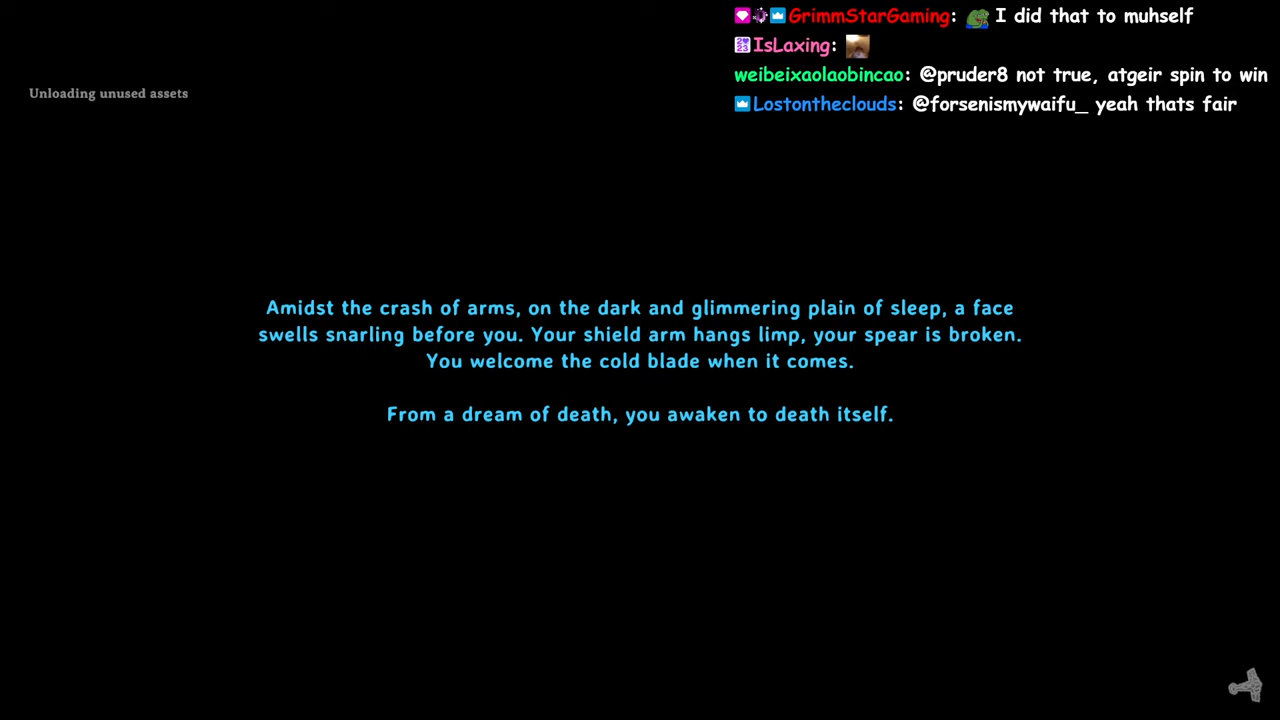 GrimmStarGaming: I did that to muhself
IsLaxing:
weibeixaolaobincao: @pruder8 not true, atgeir spin to win
Lostontheclouds: @forsenismywaifu_ yeah thats fair
Unloading unused assets
Amidst the crash of arms, on the dark and glimmering plain of sleep, a face
swells snarling before you. Your shield arm hangs limp, your spear is broken.
You welcome the cold blade when it comes.
From a dream of death, you awaken to death itself.